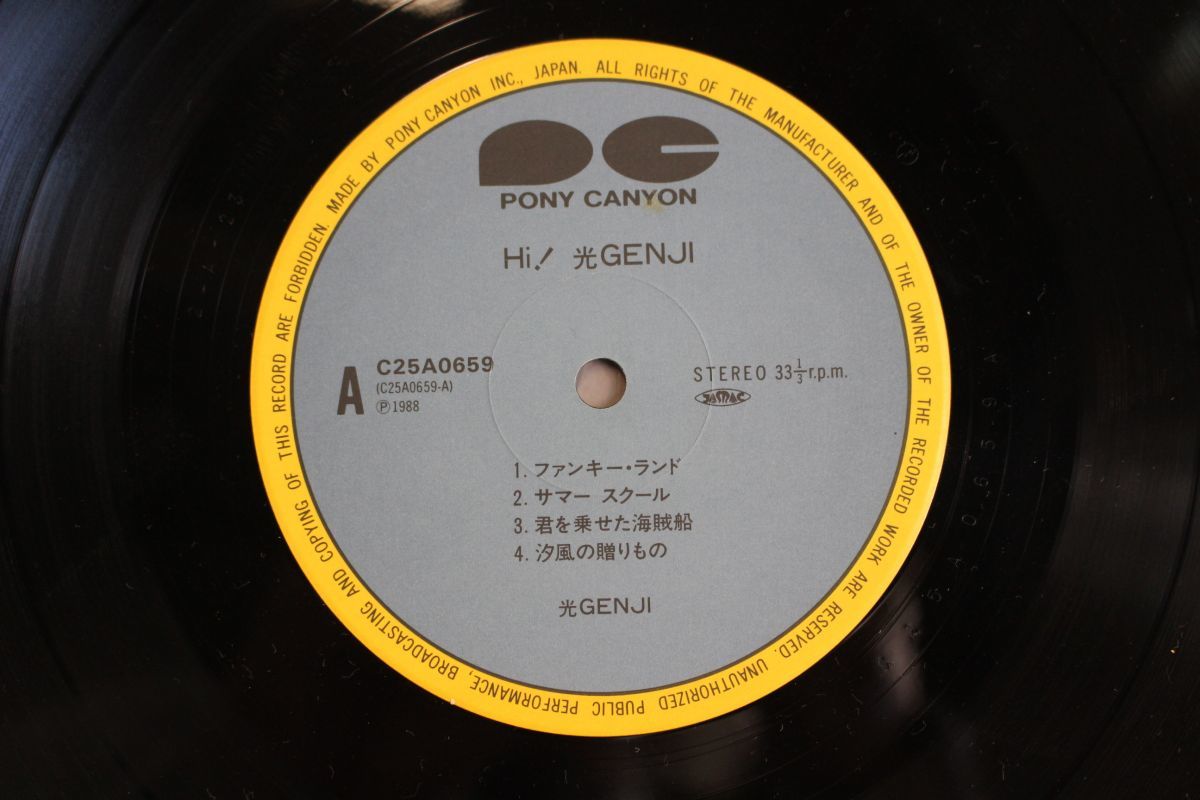 MADE BY PONY CANYON INC., JAPAN. ALL RIGHTS OF THE MANUFACTURER AND OF THE OWNER OF THE RECORDED WORK ARE RESERVED. UNAUTHORIZED PUBLIC PERFORMANCE, BROADCASTING AND COPYING OF THIS RECORD ARE FORBIDDEN.
PC
PONY CANYON
Hi! 光GENJI
A
C25A0659
(C25A0659-A)
Ⓟ1988
STEREO 33⅓r.p.m.
JASRAC
1. ファンキー・ランド
2. サマー スクール
3. 君を乗せた海賊船
4. 汐風の贈りもの
光GENJI